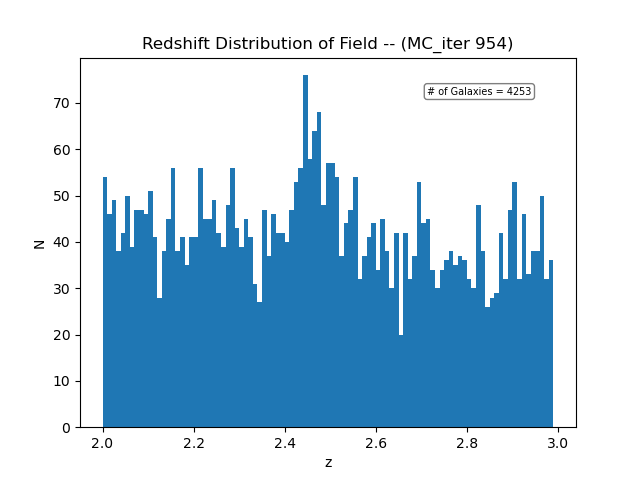 Redshift Distribution of Field -- (MC_iter 954)
# of Galaxies = 4253
70
60
50
40
30
20
10
0
N
2.0 2.2 2.4 2.6 2.8 3.0
z